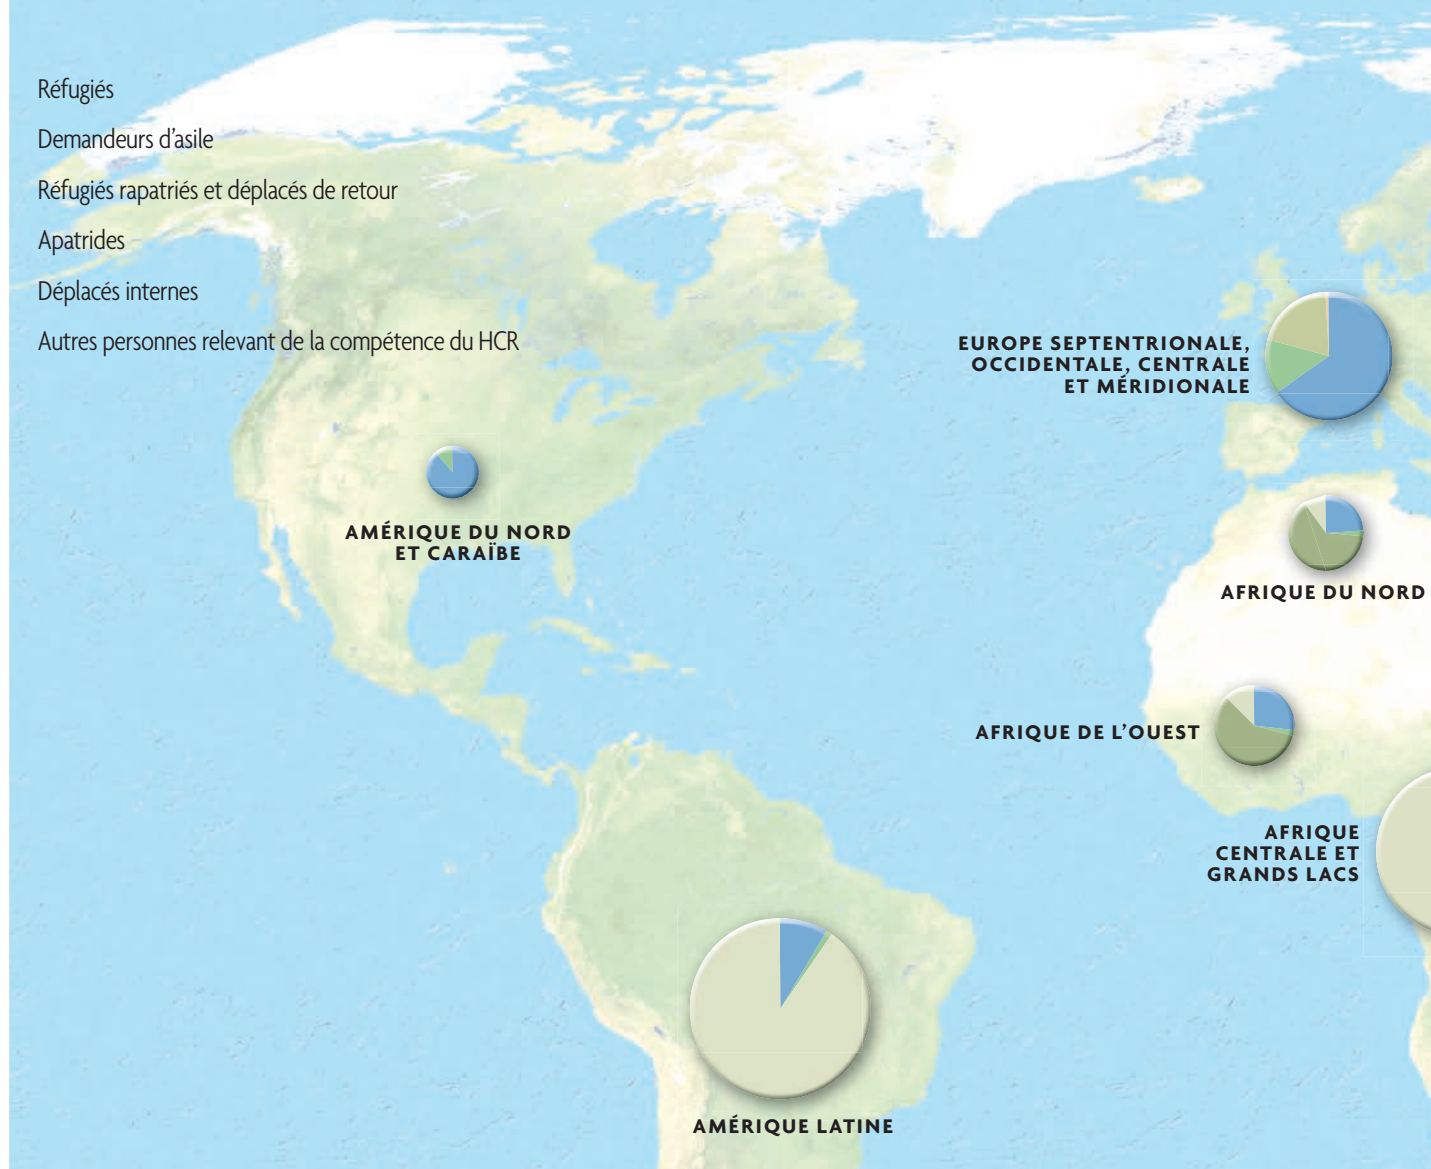 Réfugiés
Demandeurs d’asile
Réfugiés rapatriés et déplacés de retour
Apatrides
Déplacés internes
Autres personnes relevant de la compétence du HCR
EUROPE SEPTENTRIONALE,
OCCIDENTALE, CENTRALE
ET MÉRIDIONALE
AMÉRIQUE DU NORD
ET CARAÏBE
AFRIQUE DU NORD
AFRIQUE DE L’OUEST
AFRIQUE
CENTRALE ET
GRANDS LACS
AMÉRIQUE LATINE